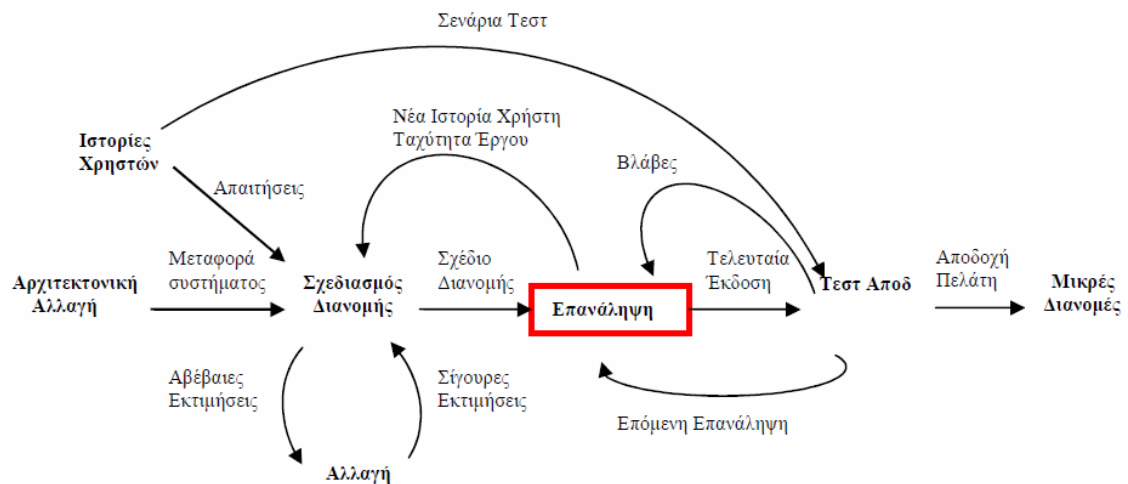 Σενάρια Τεστ
Νέα Ιστορία Χρήστη
Ταχύτητα Έργου
Ιστορίες
Χρηστών
Βλάβες
Απαιτήσεις
Μεταφορά
συστήματος
Σχέδιο
Διανομής
Τελευταία
Έκδοση
Αποδοχή
Πελάτη
Αρχιτεκτονική
Αλλαγή
Σχεδιασμός
Διανομής
Επανάληψη
Τεστ Αποδ
Μικρές
Διανομές
Αβέβαιες
Εκτιμήσεις
Σίγουρες
Εκτιμήσεις
Επόμενη Επανάληψη
Αλλαγή